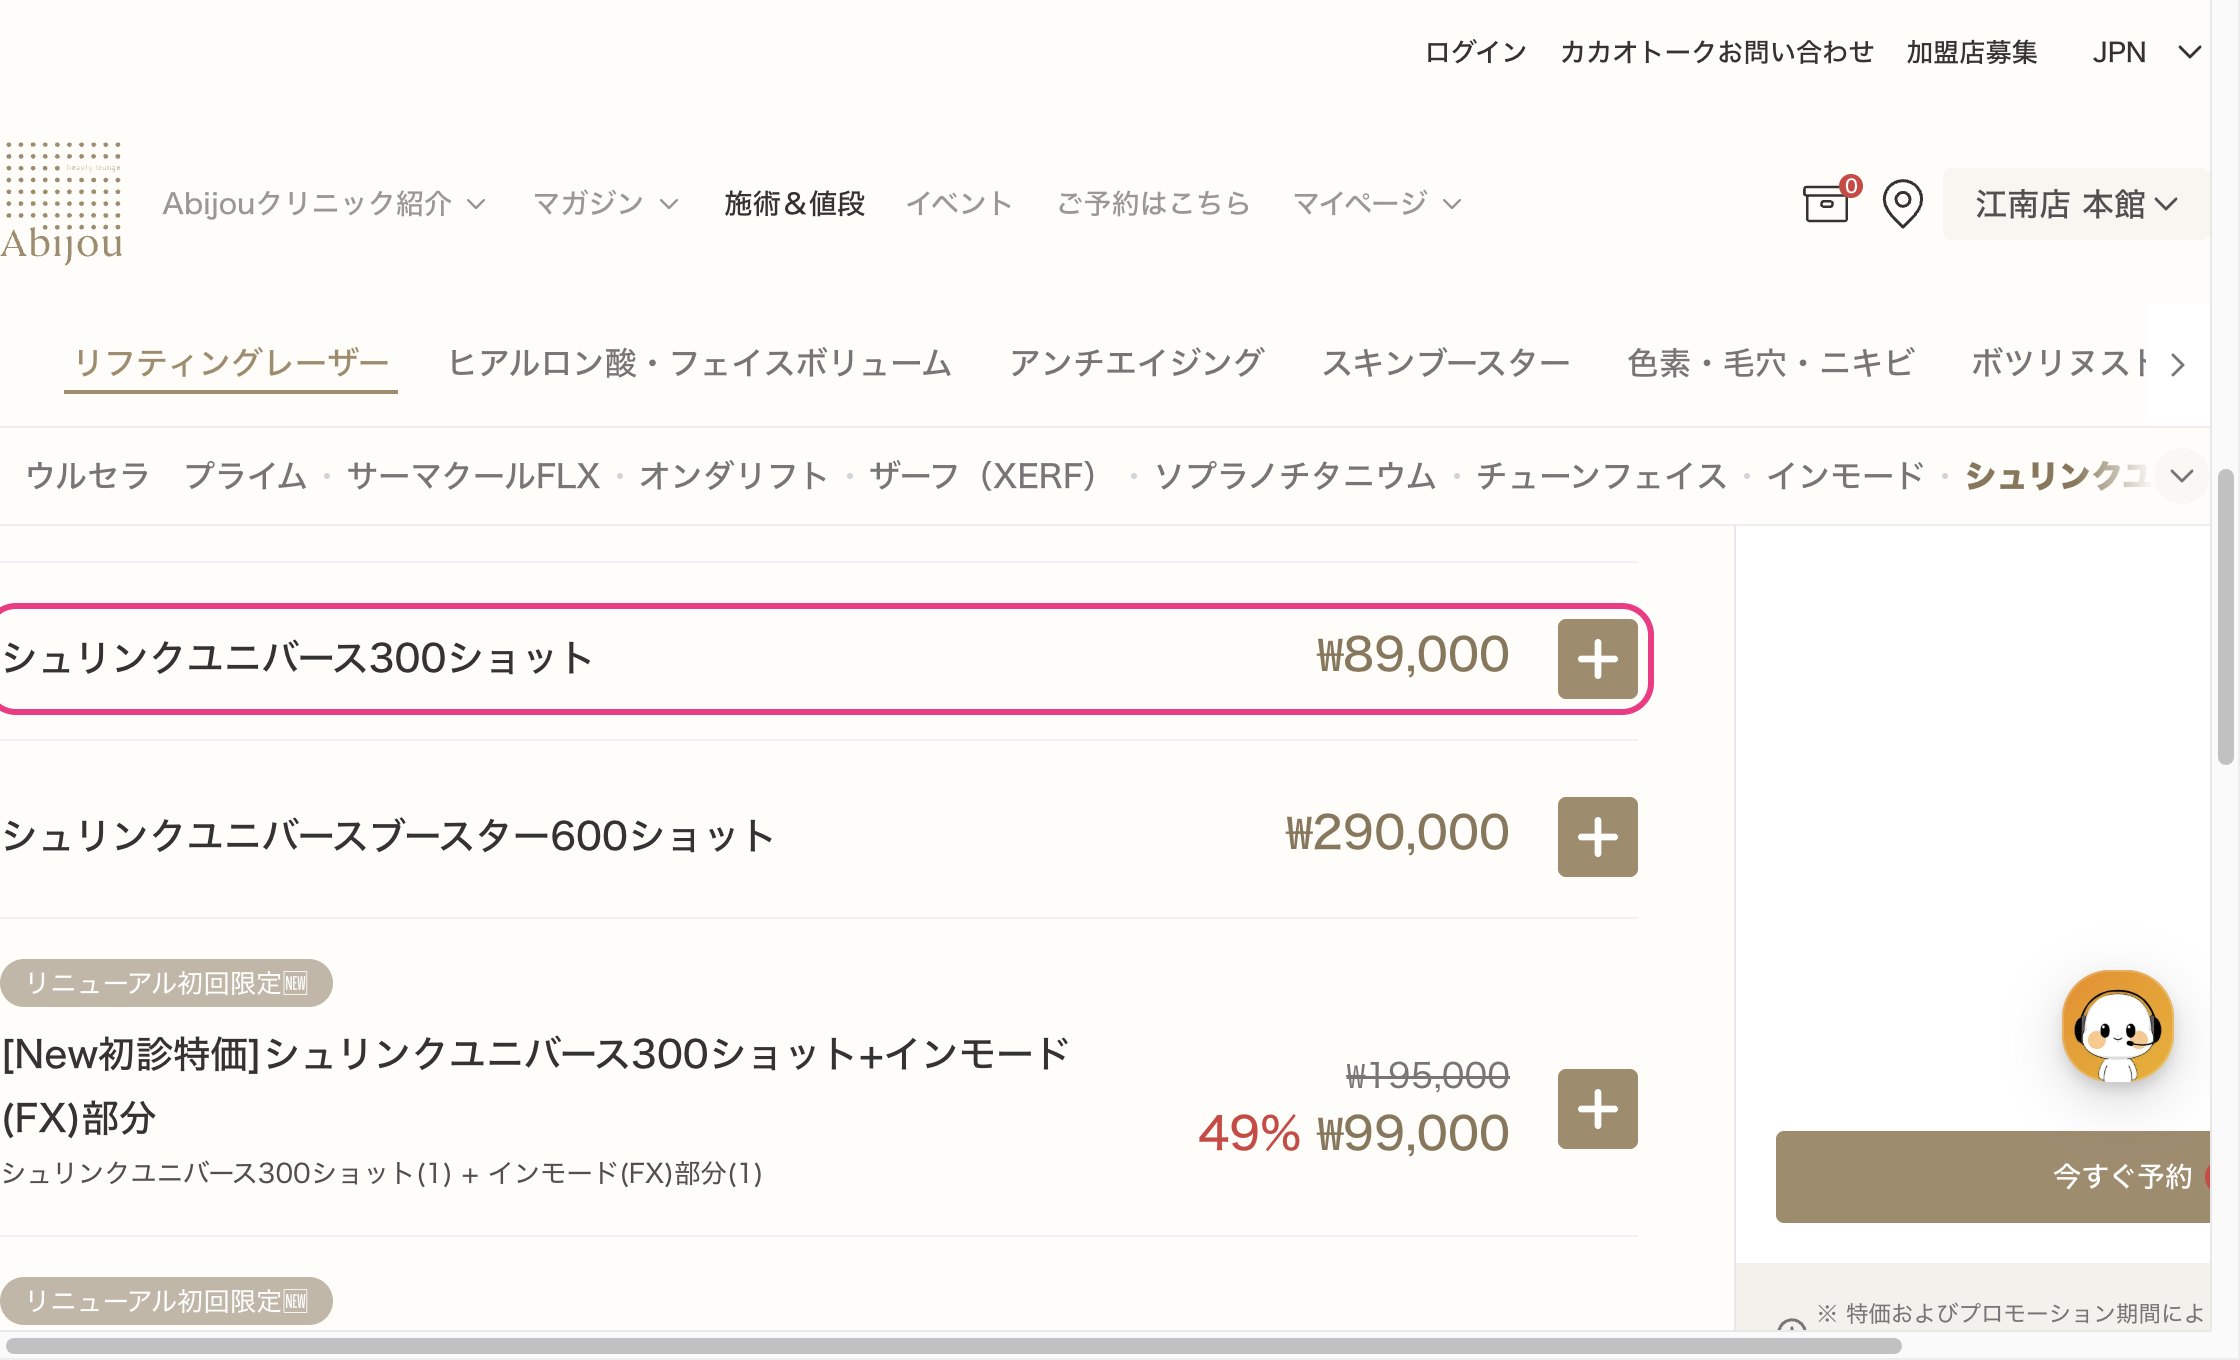 ログイン カカオトークお問い合わせ 加盟店募集 JPN
beauty lounge
Abijou
Abijouクリニック紹介 マガジン 施術&値段 イベント ご予約はこちら マイページ 0 江南店 本館
リフティングレーザー ヒアルロン酸・フェイスボリューム アンチエイジング スキンブースター 色素・毛穴・ニキビ ボツリヌスト
ウルセラ プライム・サーマクールFLX・オンダリフト・ザーフ（XERF）・ソプラノチタニウム・チューンフェイス・インモード・シュリンクユ
シュリンクユニバース300ショット ₩89,000
シュリンクユニバースブースター600ショット ₩290,000
リニューアル初回限定🆕
[New初診特価]シュリンクユニバース300ショット+インモード
(FX)部分
シュリンクユニバース300ショット(1) + インモード(FX)部分(1)
₩195,000
49% ₩99,000
今すぐ予約
リニューアル初回限定🆕
※ 特価およびプロモーション期間によ